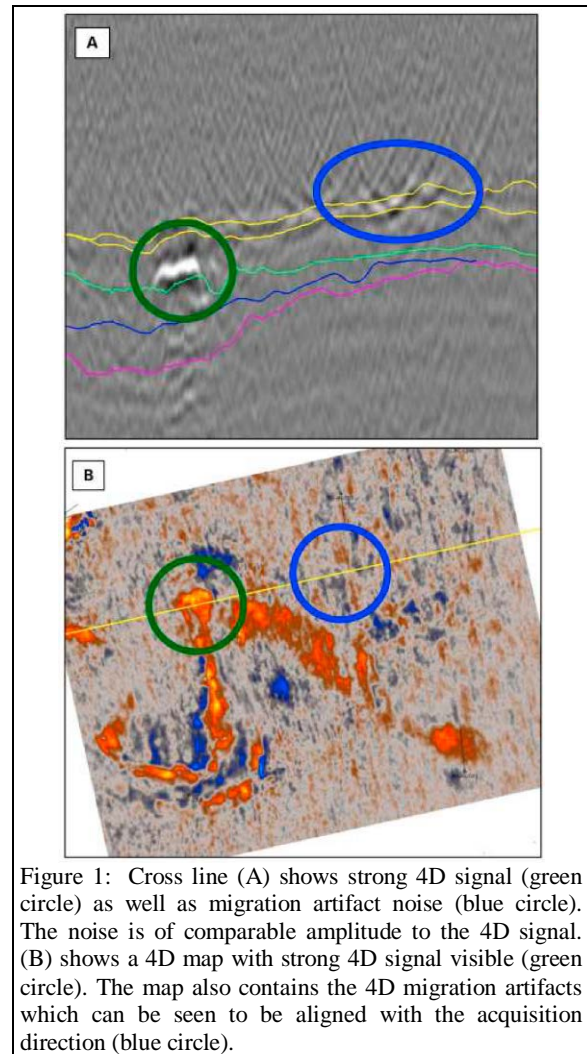 A
B
Figure 1: Cross line (A) shows strong 4D signal (green
circle) as well as migration artifact noise (blue circle).
The noise is of comparable amplitude to the 4D signal.
(B) shows a 4D map with strong 4D signal visible (green
circle). The map also contains the 4D migration artifacts
which can be seen to be aligned with the acquisition
direction (blue circle).